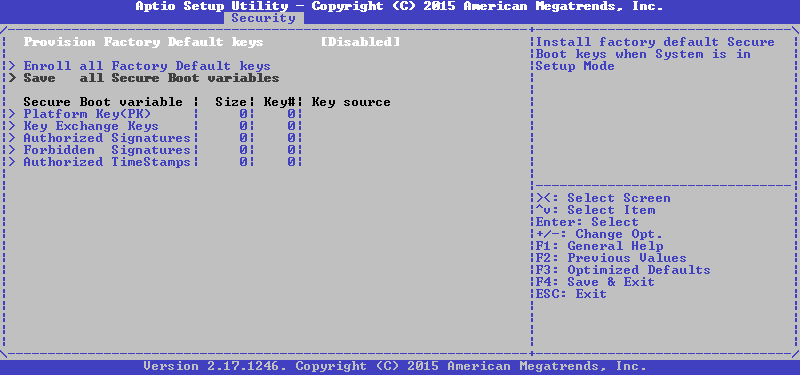 Aptio Setup Utility – Copyright (C) 2015 American Megatrends, Inc.
Security
Provision Factory Default keys [Disabled]
> Enroll all Factory Default keys
> Save all Secure Boot variables
Secure Boot variable | Size| Key#| Key source
> Platform Key(PK) | 0| 0|
> Key Exchange Keys | 0| 0|
> Authorized Signatures| 0| 0|
> Forbidden Signatures| 0| 0|
> Authorized TimeStamps| 0| 0|
Install factory default Secure
Boot keys when System is in
Setup Mode
><: Select Screen
^v: Select Item
Enter: Select
+/-: Change Opt.
F1: General Help
F2: Previous Values
F3: Optimized Defaults
F4: Save & Exit
ESC: Exit
Version 2.17.1246. Copyright (C) 2015 American Megatrends, Inc.